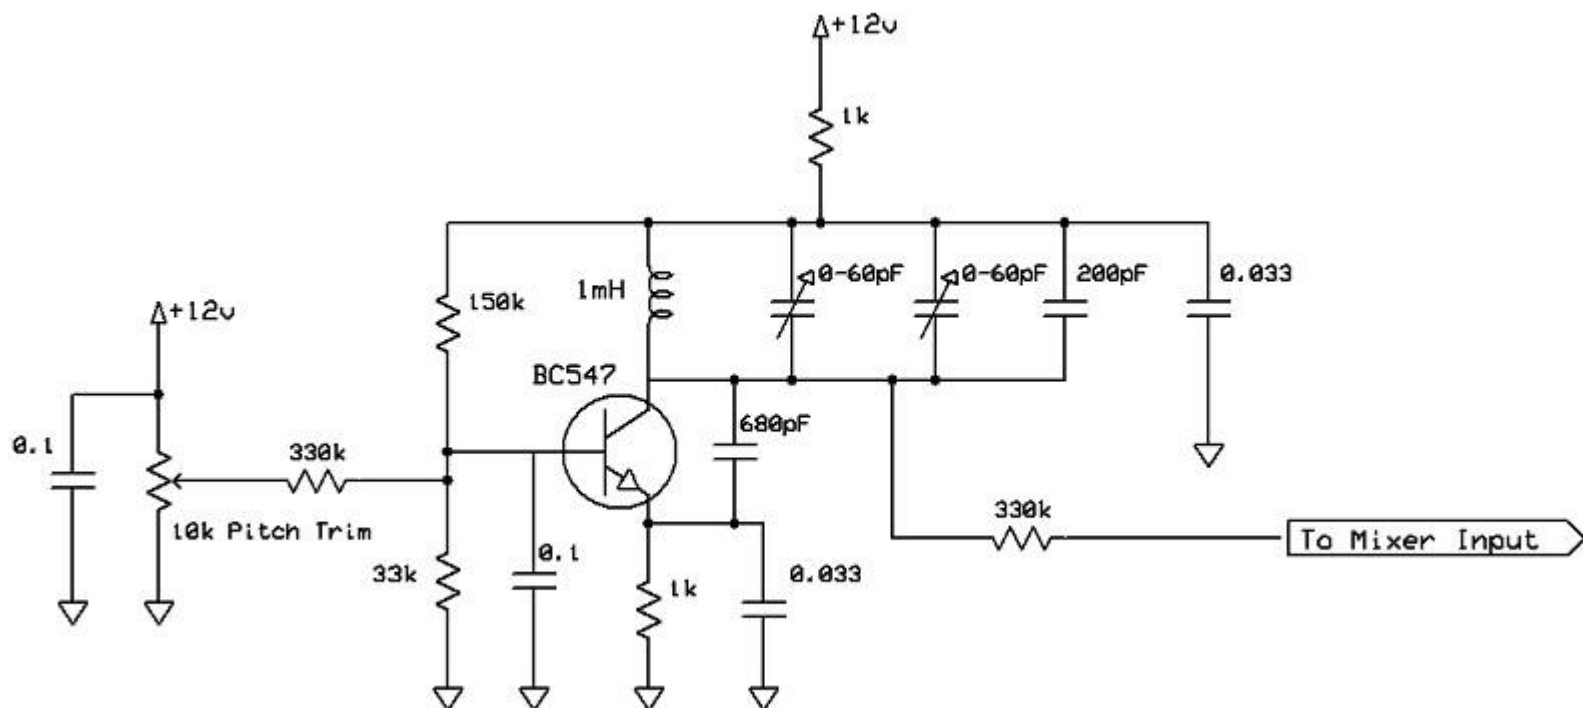 +12v
1k
0-60pF
0-60pF
200pF
0.033
1mH
150k
+12v
BC547
680pF
0.1
330k
10k Pitch Trim
330k
To Mixer Input
0.1
33k
1k
0.033